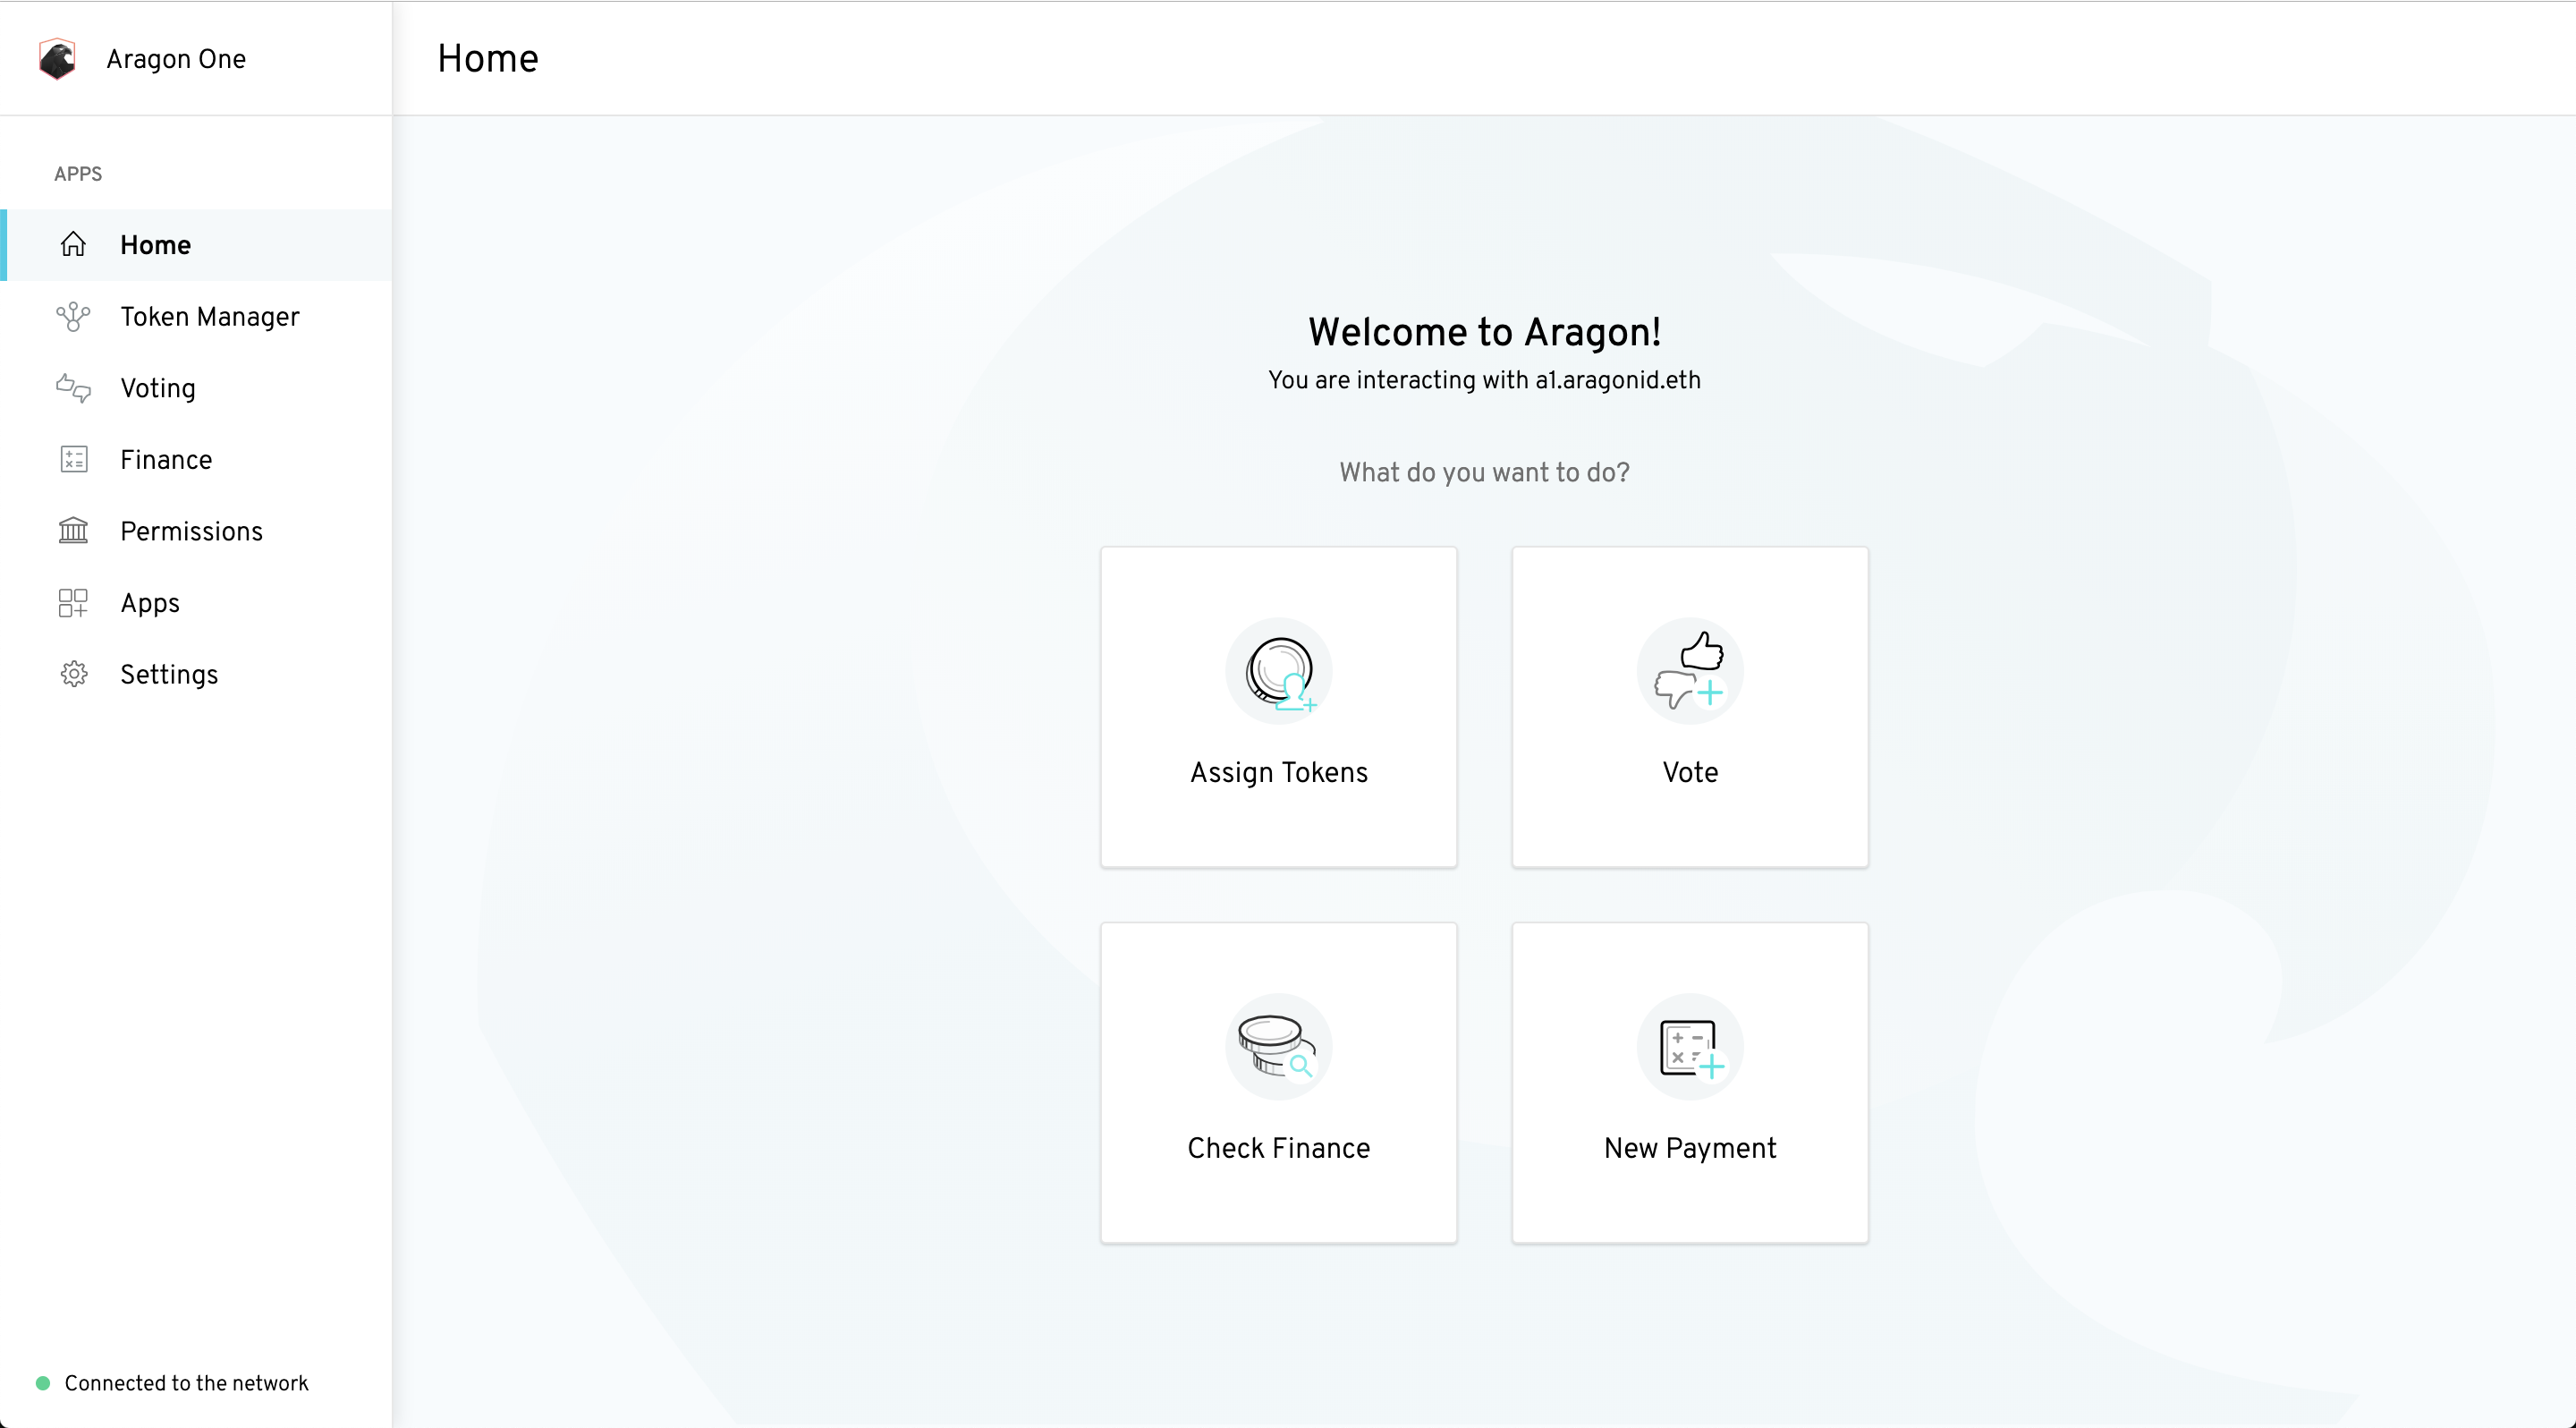 Aragon One
Home
APPS
Home
Token Manager
Voting
Finance
Permissions
Apps
Settings
Welcome to Aragon!
You are interacting with a1.aragonid.eth
What do you want to do?
Assign Tokens
Vote
Check Finance
New Payment
Connected to the network